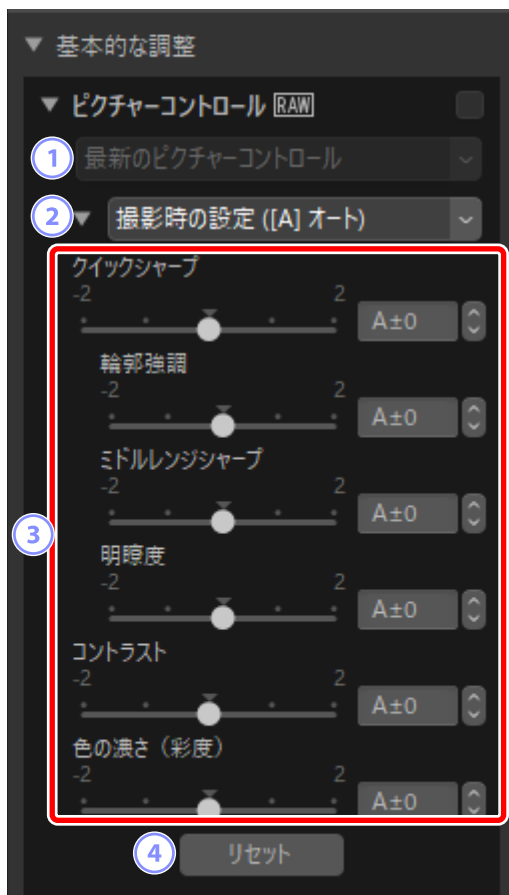 ▼ 基本的な調整
▼ ピクチャーコントロール RAW
1 最新のピクチャーコントロール
2 ▼ 撮影時の設定 ([A] オート)
クイックシャープ
-2 2
A±0
輪郭強調
-2 2
A±0
ミドルレンジシャープ
-2 2
A±0
3
明瞭度
-2 2
A±0
コントラスト
-2 2
A±0
色の濃さ（彩度）
-2 2
A±0
4 リセット